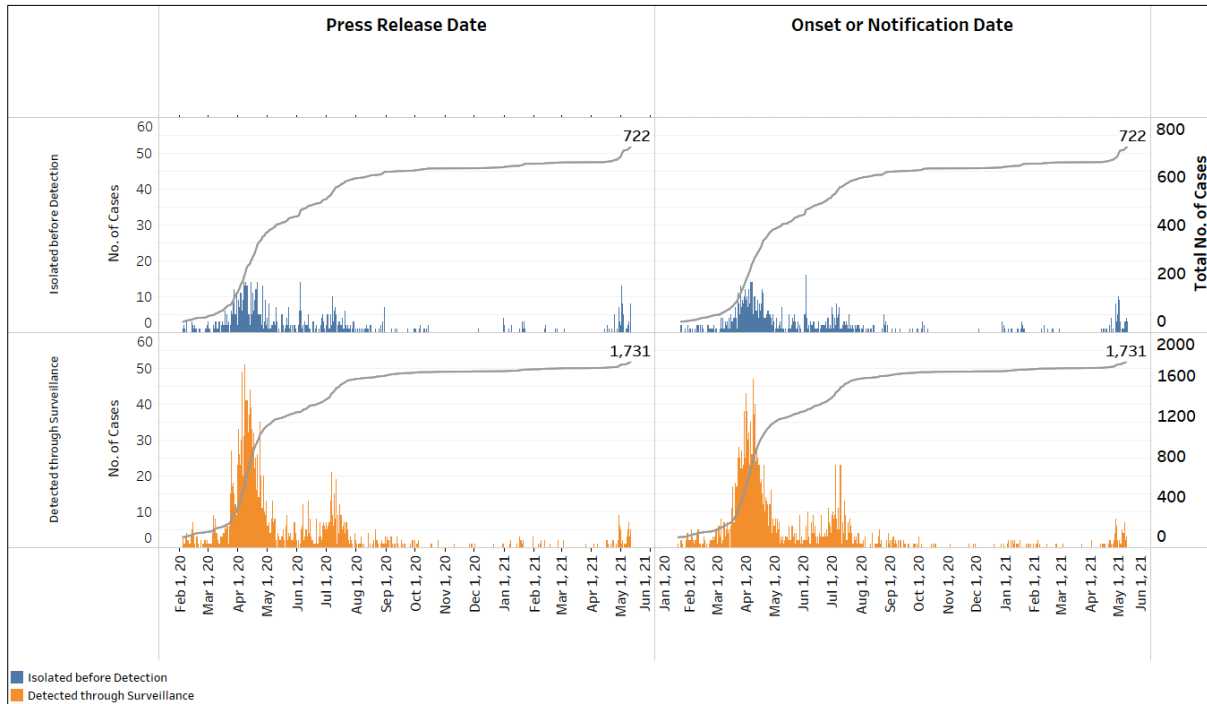 Press Release Date
Onset or Notification Date
Isolated before Detection
No. of Cases
60
50
40
30
20
10
0
722
722
800
600
400
200
0
Total No. of Cases
Detected through Surveillance
No. of Cases
60
50
40
30
20
10
0
1,731
1,731
2000
1600
1200
800
400
0
Feb 1, 20
Mar 1, 20
Apr 1, 20
May 1, 20
Jun 1, 20
Jul 1, 20
Aug 1, 20
Sep 1, 20
Oct 1, 20
Nov 1, 20
Dec 1, 20
Jan 1, 21
Feb 1, 21
Mar 1, 21
Apr 1, 21
May 1, 21
Jun 1, 21
Jan 1, 20
Feb 1, 20
Mar 1, 20
Apr 1, 20
May 1, 20
Jun 1, 20
Jul 1, 20
Aug 1, 20
Sep 1, 20
Oct 1, 20
Nov 1, 20
Dec 1, 20
Jan 1, 21
Feb 1, 21
Mar 1, 21
Apr 1, 21
May 1, 21
Jun 1, 21
Isolated before Detection
Detected through Surveillance